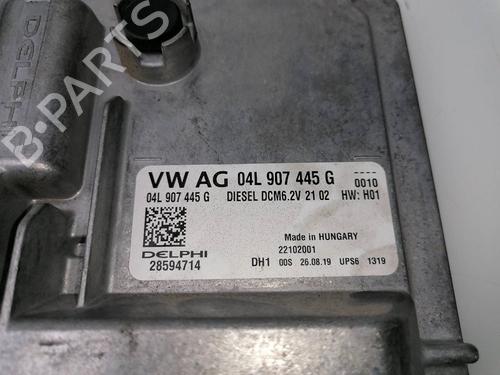 DELPHI
B-PARTS
VW AG 04L 907 445 G
0010
04L 907 445 G DIESEL DCM6.2V 21 02 HW: H01
Made in HUNGARY
DELPHI 22102001
28594714 DH1 00S 26.08.19 UPS6 1319